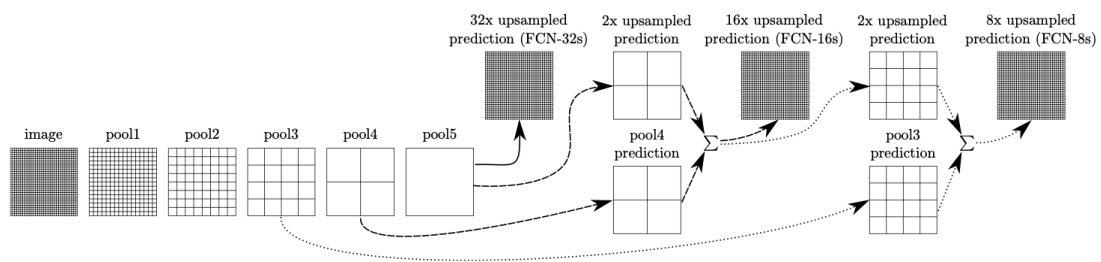 32x upsampled
prediction (FCN-32s)
2x upsampled
prediction
16x upsampled
prediction (FCN-16s)
2x upsampled
prediction
8x upsampled
prediction (FCN-8s)
image
pool1
pool2
pool3
pool4
pool5
pool4
prediction
∑
pool3
prediction
∑